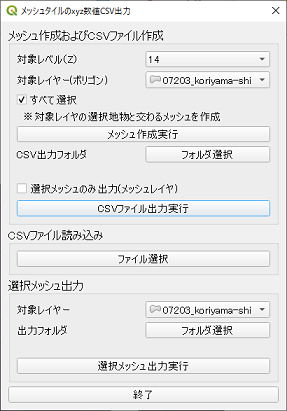 メッシュタイルのxyz数値CSV出力
メッシュ作成およびCSVファイル作成
対象レベル(Z) 14
対象レイヤー(ポリゴン) 07203_koriyama-shi
すべて選択
※対象レイヤの選択地物と交わるメッシュを作成
メッシュ作成実行
CSV出力フォルダ フォルダ選択
選択メッシュのみ出力(メッシュレイヤ)
CSVファイル出力実行
CSVファイル読み込み
ファイル選択
選択メッシュ出力
対象レイヤー 07203_koriyama-shi
出力フォルダ フォルダ選択
選択メッシュ出力実行
終了